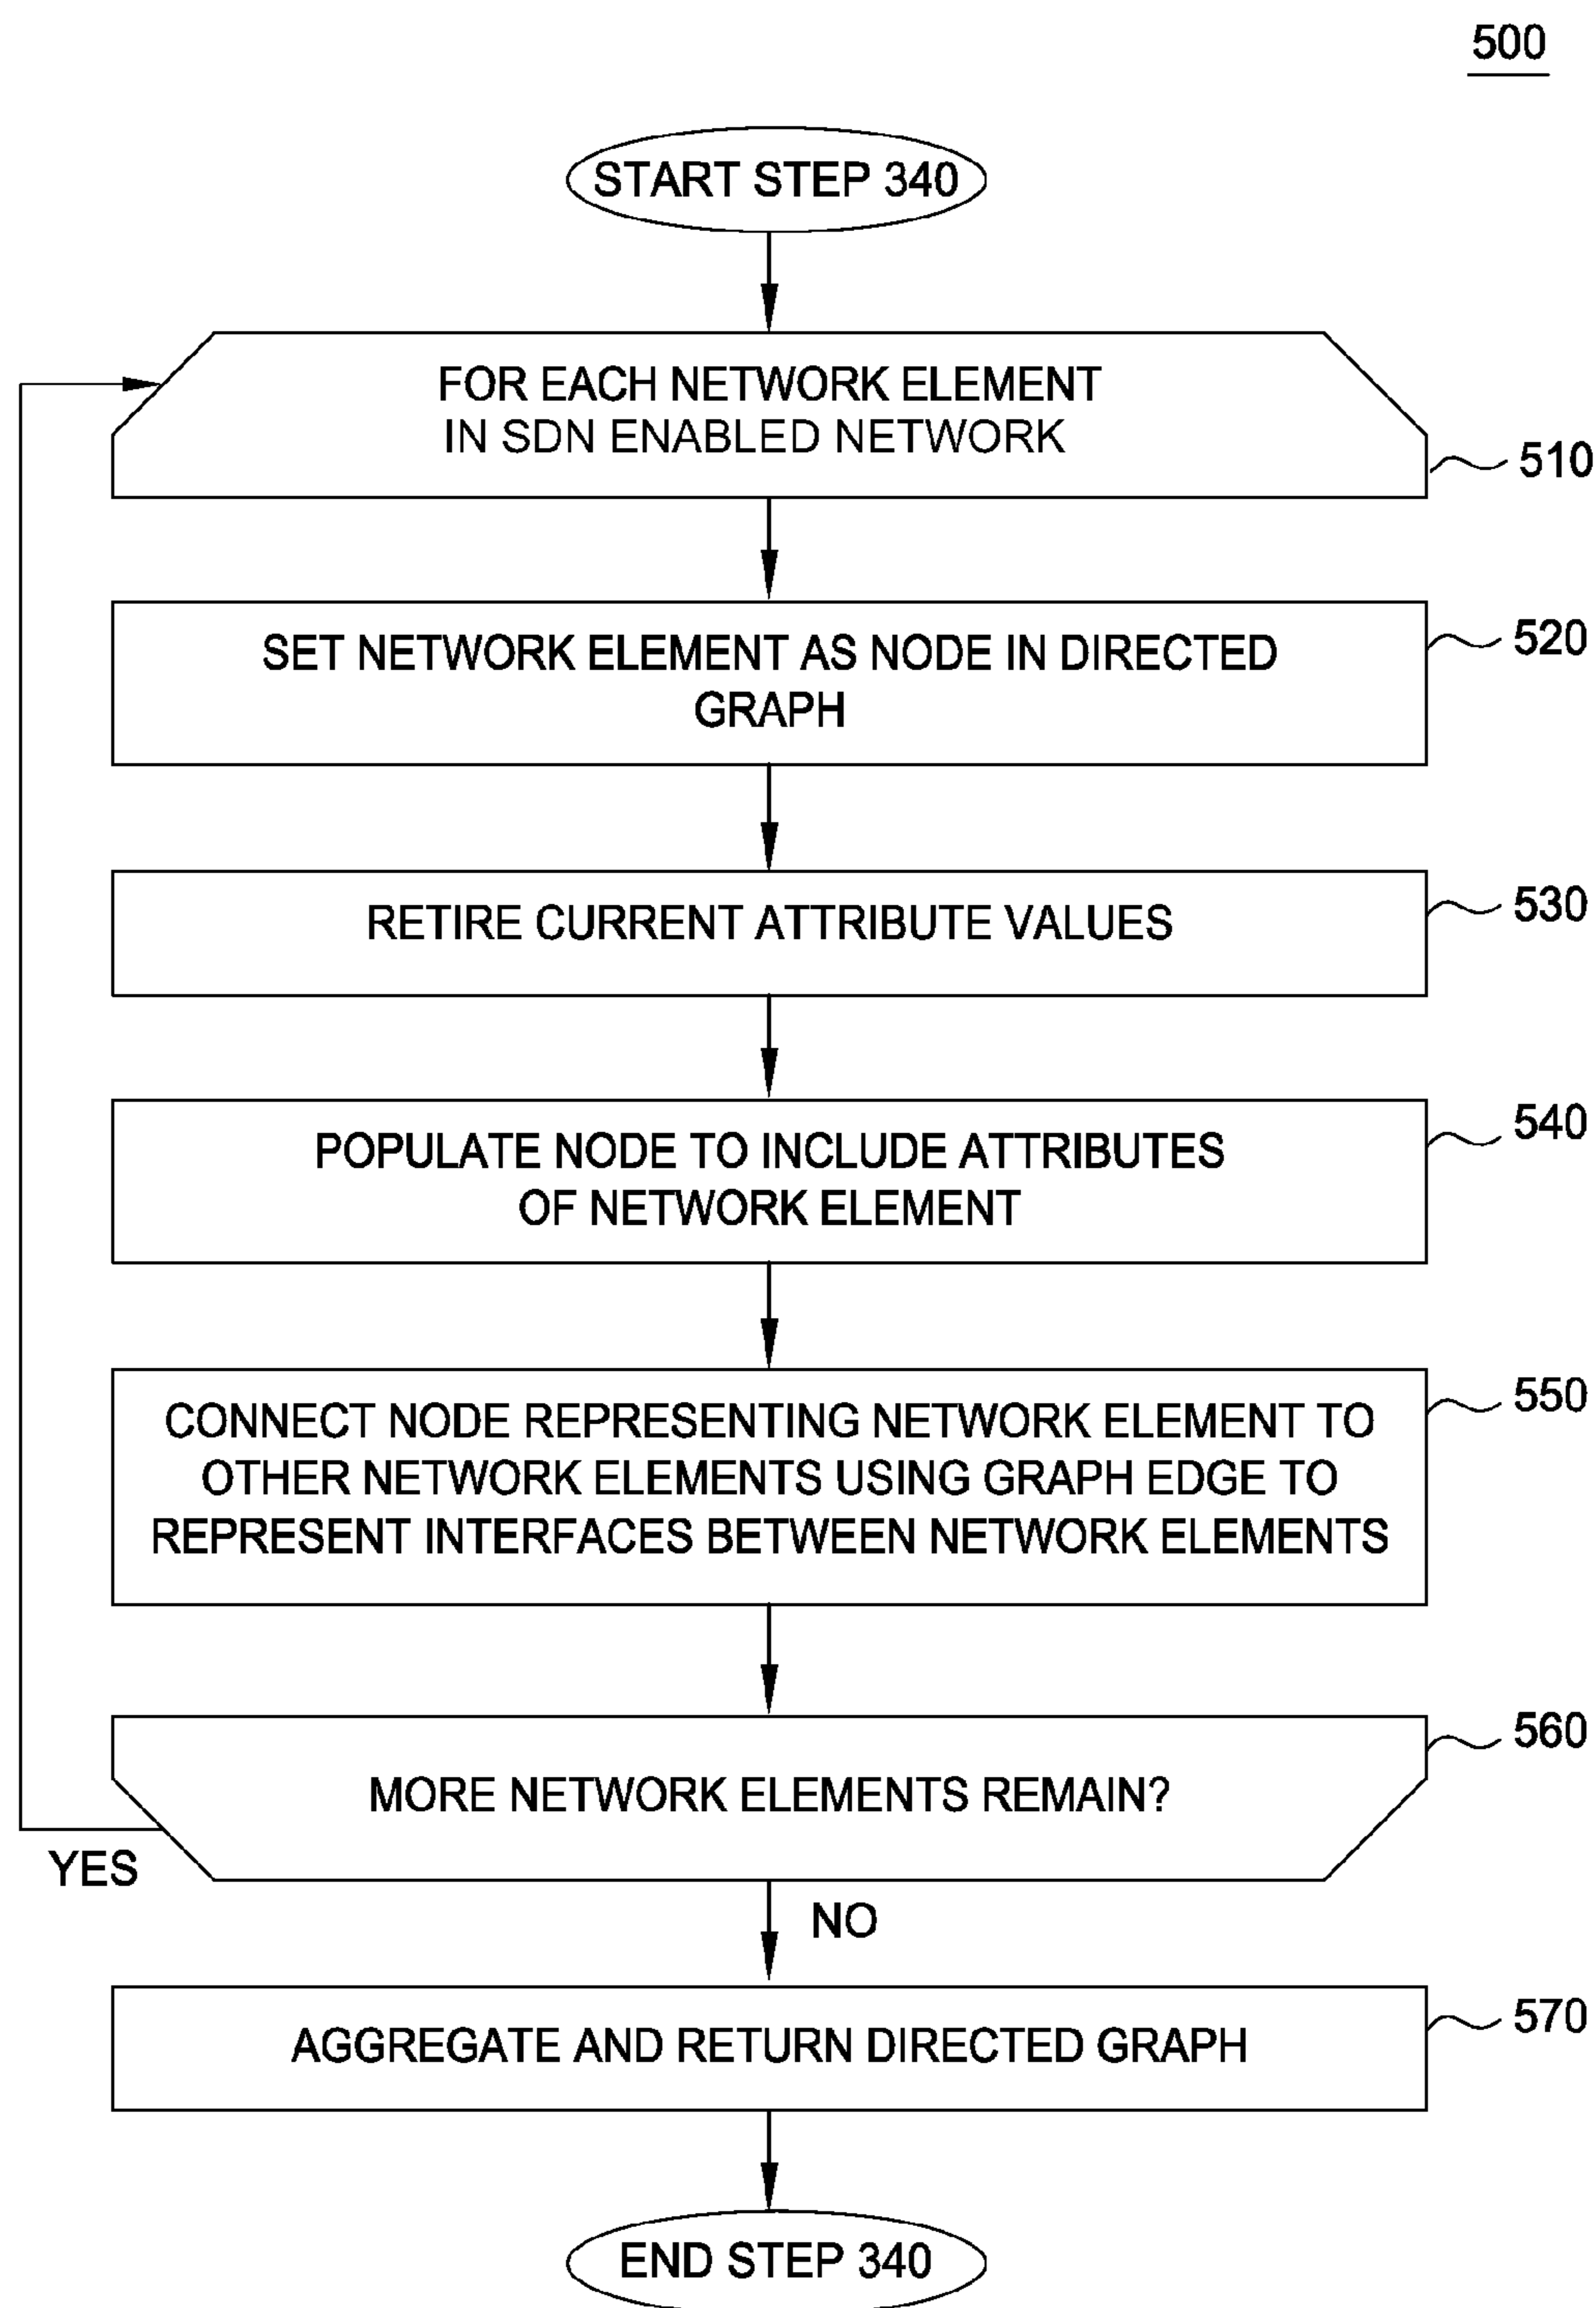 500
START STEP 340
FOR EACH NETWORK ELEMENT
IN SDN ENABLED NETWORK
510
SET NETWORK ELEMENT AS NODE IN DIRECTED
GRAPH
520
RETIRE CURRENT ATTRIBUTE VALUES
530
POPULATE NODE TO INCLUDE ATTRIBUTES
OF NETWORK ELEMENT
540
CONNECT NODE REPRESENTING NETWORK ELEMENT TO
OTHER NETWORK ELEMENTS USING GRAPH EDGE TO
REPRESENT INTERFACES BETWEEN NETWORK ELEMENTS
550
MORE NETWORK ELEMENTS REMAIN?
560
YES
NO
AGGREGATE AND RETURN DIRECTED GRAPH
570
END STEP 340